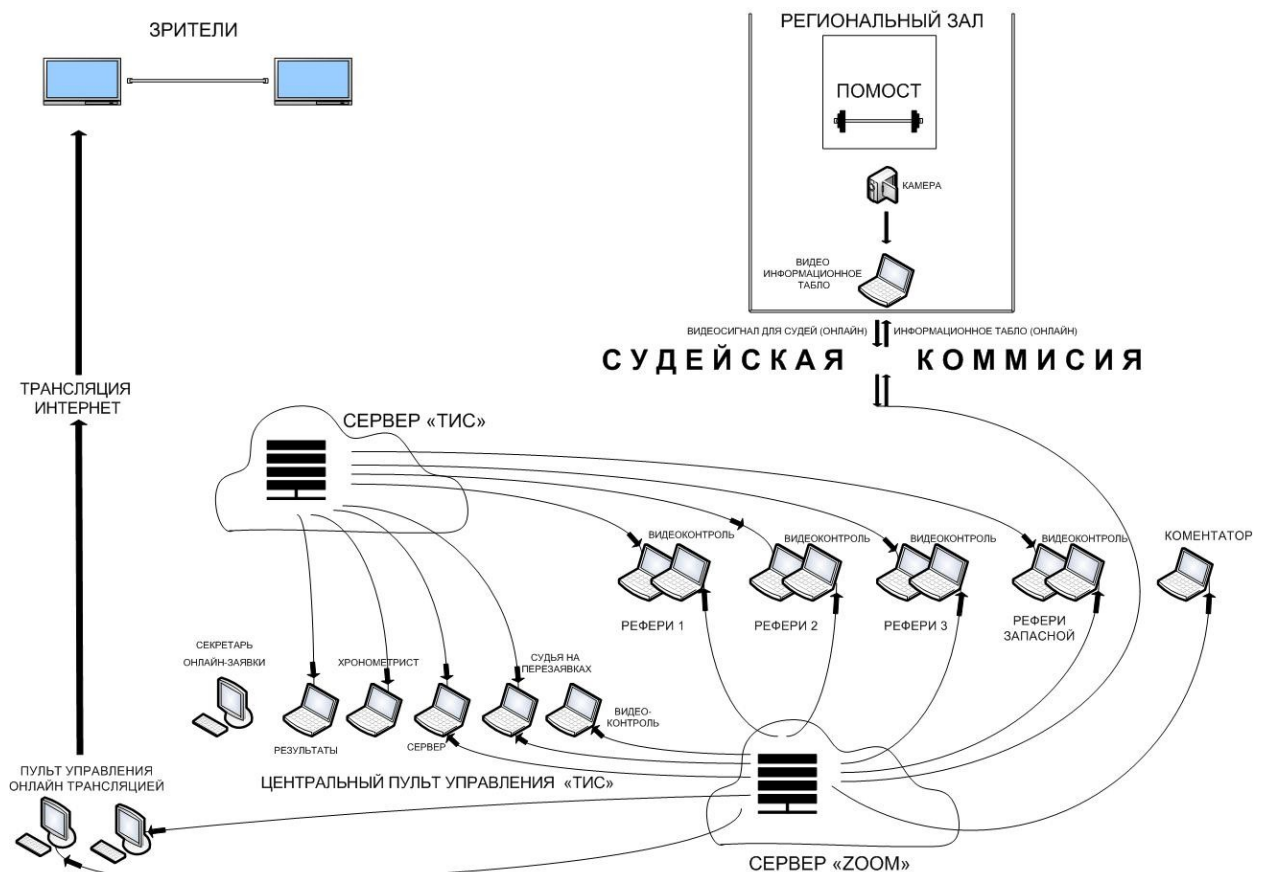 ЗРИТЕЛИ
РЕГИОНАЛЬНЫЙ ЗАЛ
ПОМОСТ
КАМЕРА
ВИДЕО
ИНФОРМАЦИОННОЕ
ТАБЛО
ВИДЕОСИГНАЛ ДЛЯ СУДЕЙ (ОНЛАЙН)
ИНФОРМАЦИОННОЕ ТАБЛО (ОНЛАЙН)
СУДЕЙСКАЯ КОММИСИЯ
ТРАНСЛЯЦИЯ
ИНТЕРНЕТ
СЕРВЕР «ТИС»
ВИДЕОКОНТРОЛЬ
ВИДЕОКОНТРОЛЬ
ВИДЕОКОНТРОЛЬ
ВИДЕОКОНТРОЛЬ
КОМЕНТАТОР
РЕФЕРИ 1
РЕФЕРИ 2
РЕФЕРИ 3
РЕФЕРИ
ЗАПАСНОЙ
СЕКРЕТАРЬ
ОНЛАЙН-ЗАЯВКИ
ХРОНОМЕТРИСТ
СУДЬЯ НА
ПЕРЕЗАЯВКАХ
ВИДЕО-
КОНТРОЛЬ
РЕЗУЛЬТАТЫ
СЕРВЕР
ЦЕНТРАЛЬНЫЙ ПУЛЬТ УПРАВЛЕНИЯ «ТИС»
ПУЛЬТ УПРАВЛЕНИЯ
ОНЛАЙН ТРАНСЛЯЦИЕЙ
СЕРВЕР «ZOOM»